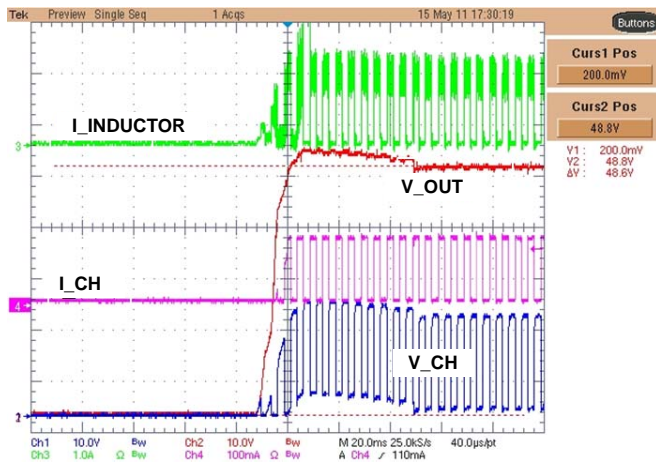 Tek Preview Single Seq 1 Acqs 15 May 11 17:30:19
Buttons
Curs1 Pos
200.0mV
Curs2 Pos
48.8V
V1 : 200.0mV
V2 : 48.8V
ΔV : 48.6V
I_INDUCTOR
3
V_OUT
I_CH
4
V_CH
2
Ch1 10.0V Bw Ch2 10.0V Bw M 20.0ms 25.0kS/s 40.0µs/pt
Ch3 1.0A Ω Bw Ch4 100mA Ω Bw A Ch4 / 110mA